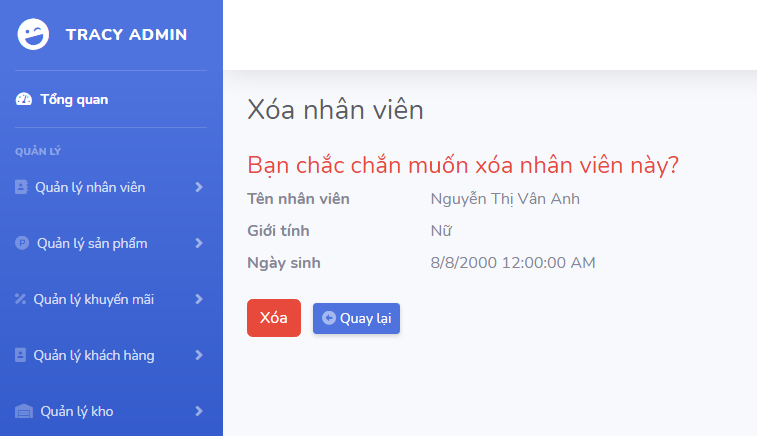 TRACY ADMIN
Tổng quan
QUẢN LÝ
Quản lý nhân viên
Quản lý sản phẩm
Quản lý khuyến mãi
Quản lý khách hàng
Quản lý kho
Xóa nhân viên
Bạn chắc chắn muốn xóa nhân viên này?
Tên nhân viên Nguyễn Thị Vân Anh
Giới tính Nữ
Ngày sinh 8/8/2000 12:00:00 AM
Xóa Quay lại